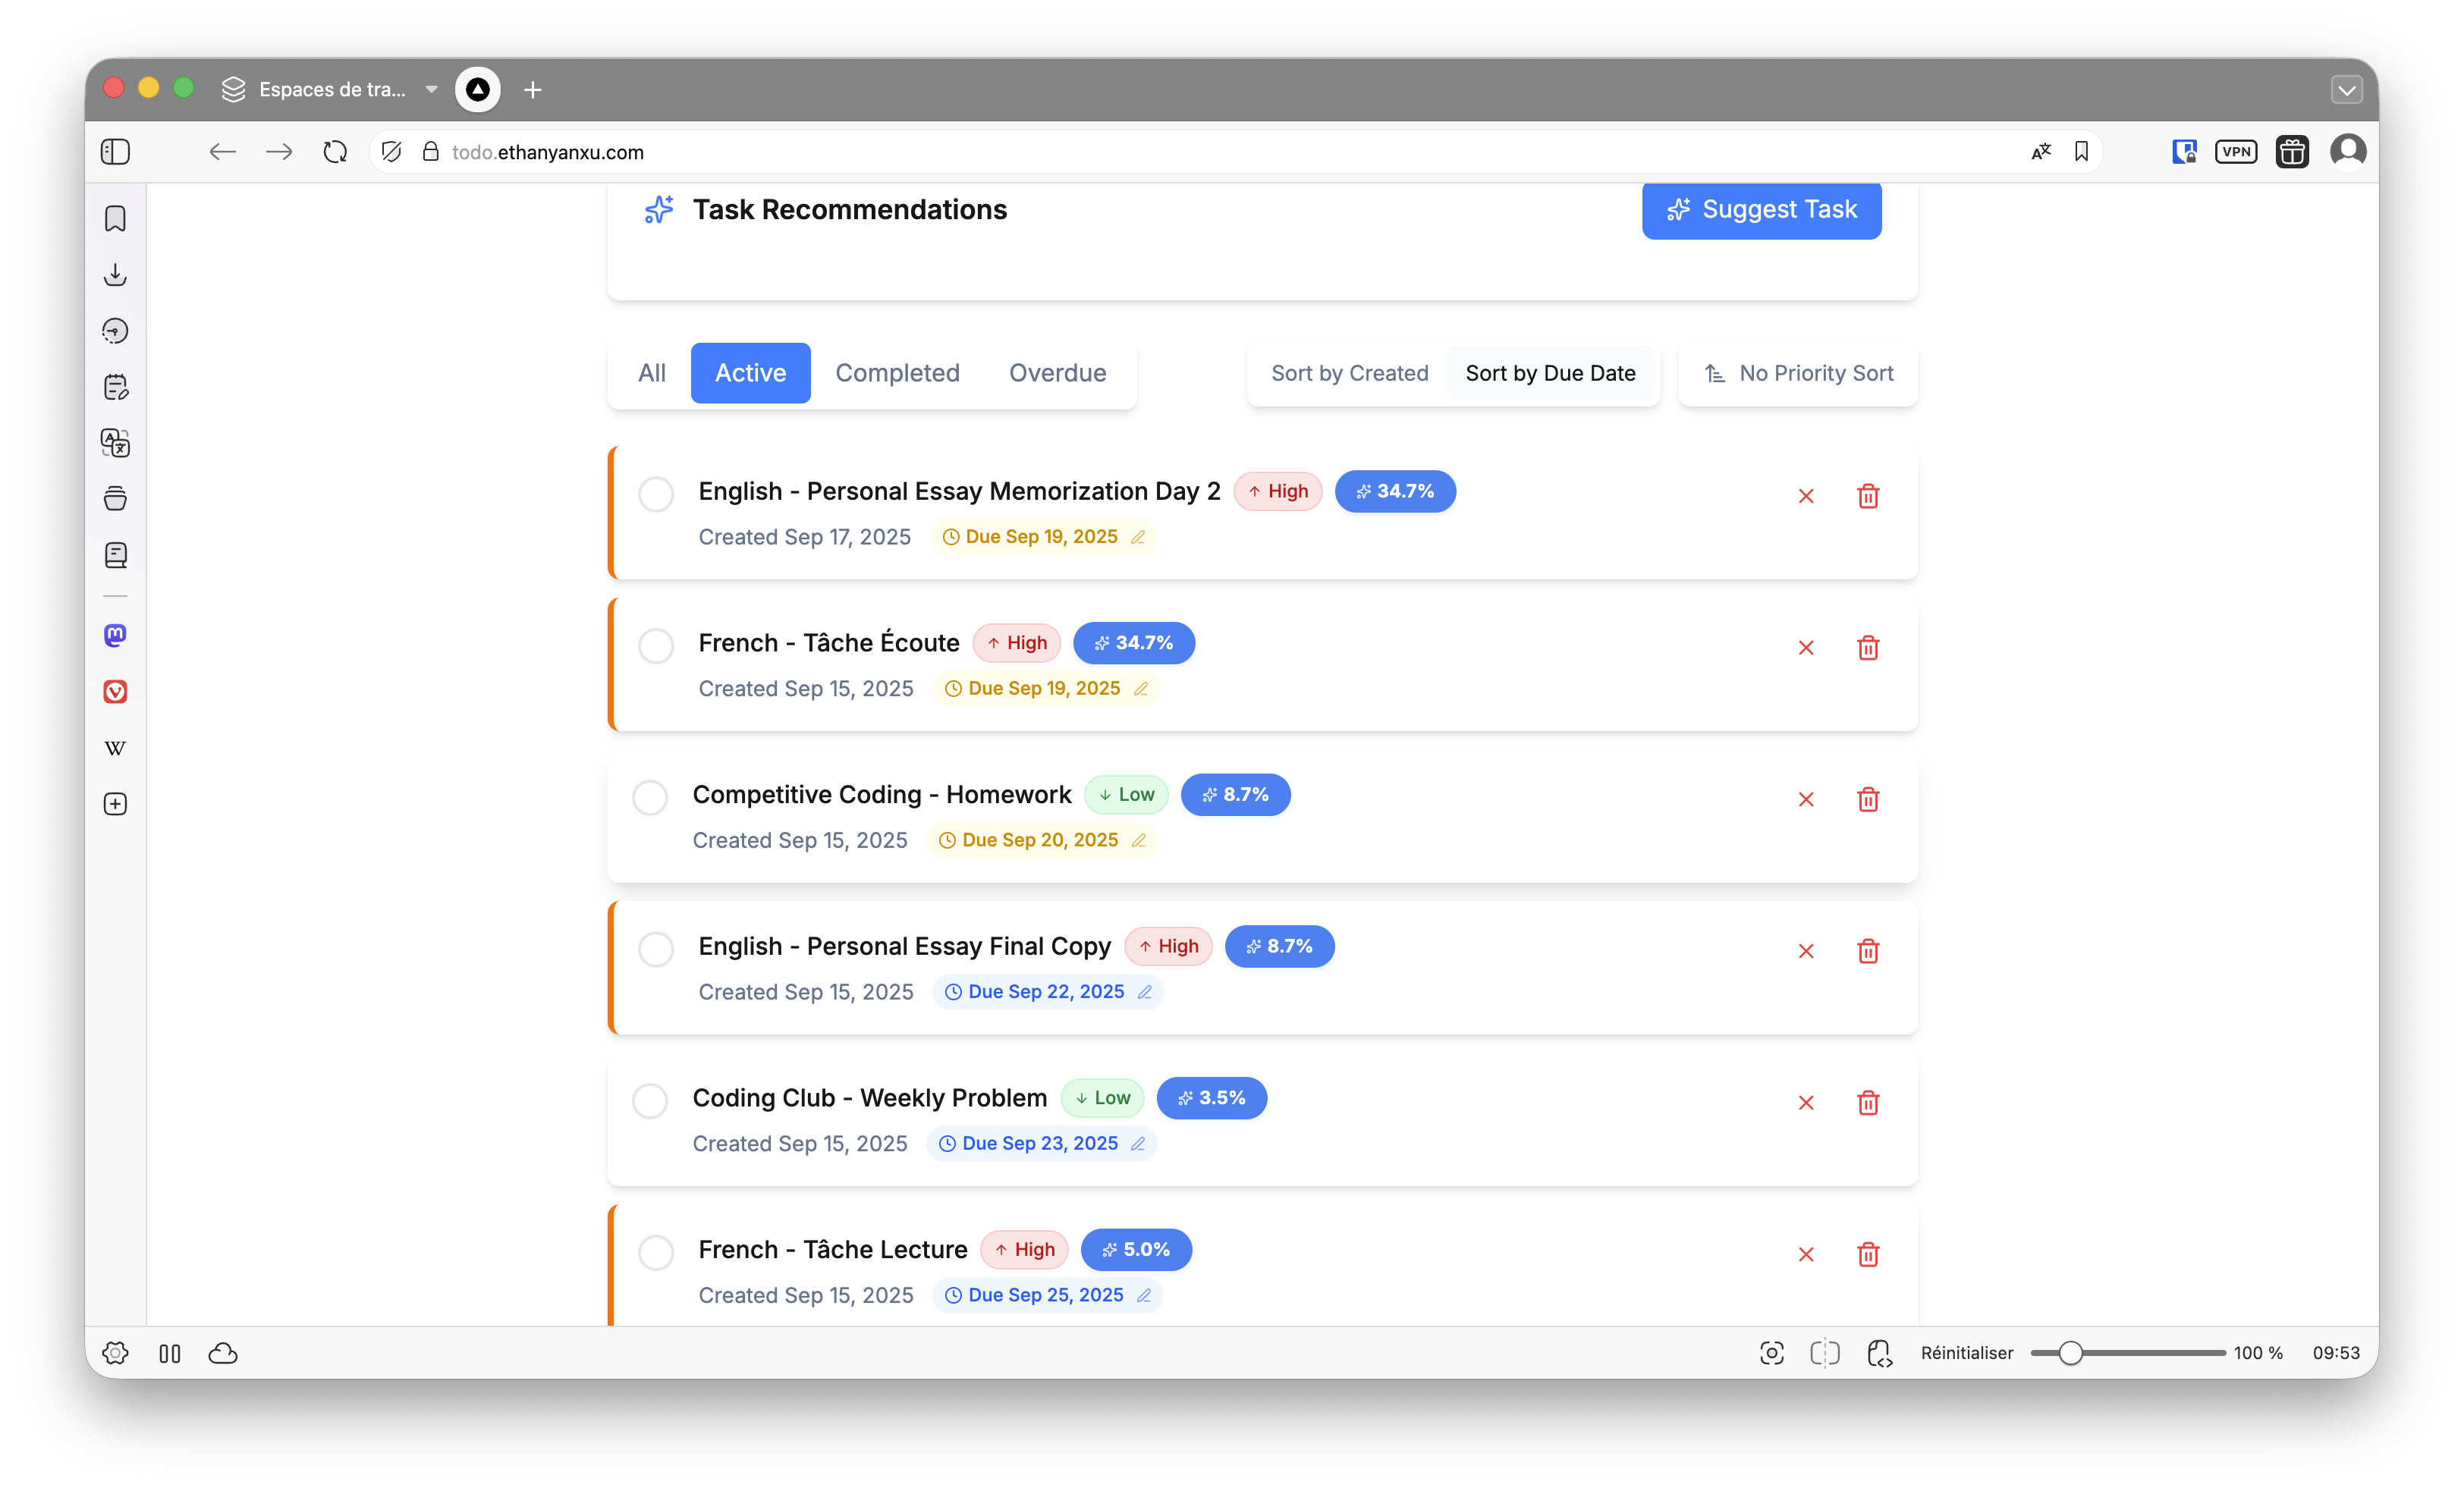 Espaces de tra...
todo.ethanyanxu.com
VPN
Task Recommendations
Suggest Task
All Active Completed Overdue
Sort by Created Sort by Due Date No Priority Sort
English - Personal Essay Memorization Day 2 High 34.7%
Created Sep 17, 2025 Due Sep 19, 2025
French - Tâche Écoute High 34.7%
Created Sep 15, 2025 Due Sep 19, 2025
Competitive Coding - Homework Low 8.7%
Created Sep 15, 2025 Due Sep 20, 2025
English - Personal Essay Final Copy High 8.7%
Created Sep 15, 2025 Due Sep 22, 2025
Coding Club - Weekly Problem Low 3.5%
Created Sep 15, 2025 Due Sep 23, 2025
French - Tâche Lecture High 5.0%
Created Sep 15, 2025 Due Sep 25, 2025
Réinitialiser 100 % 09:53